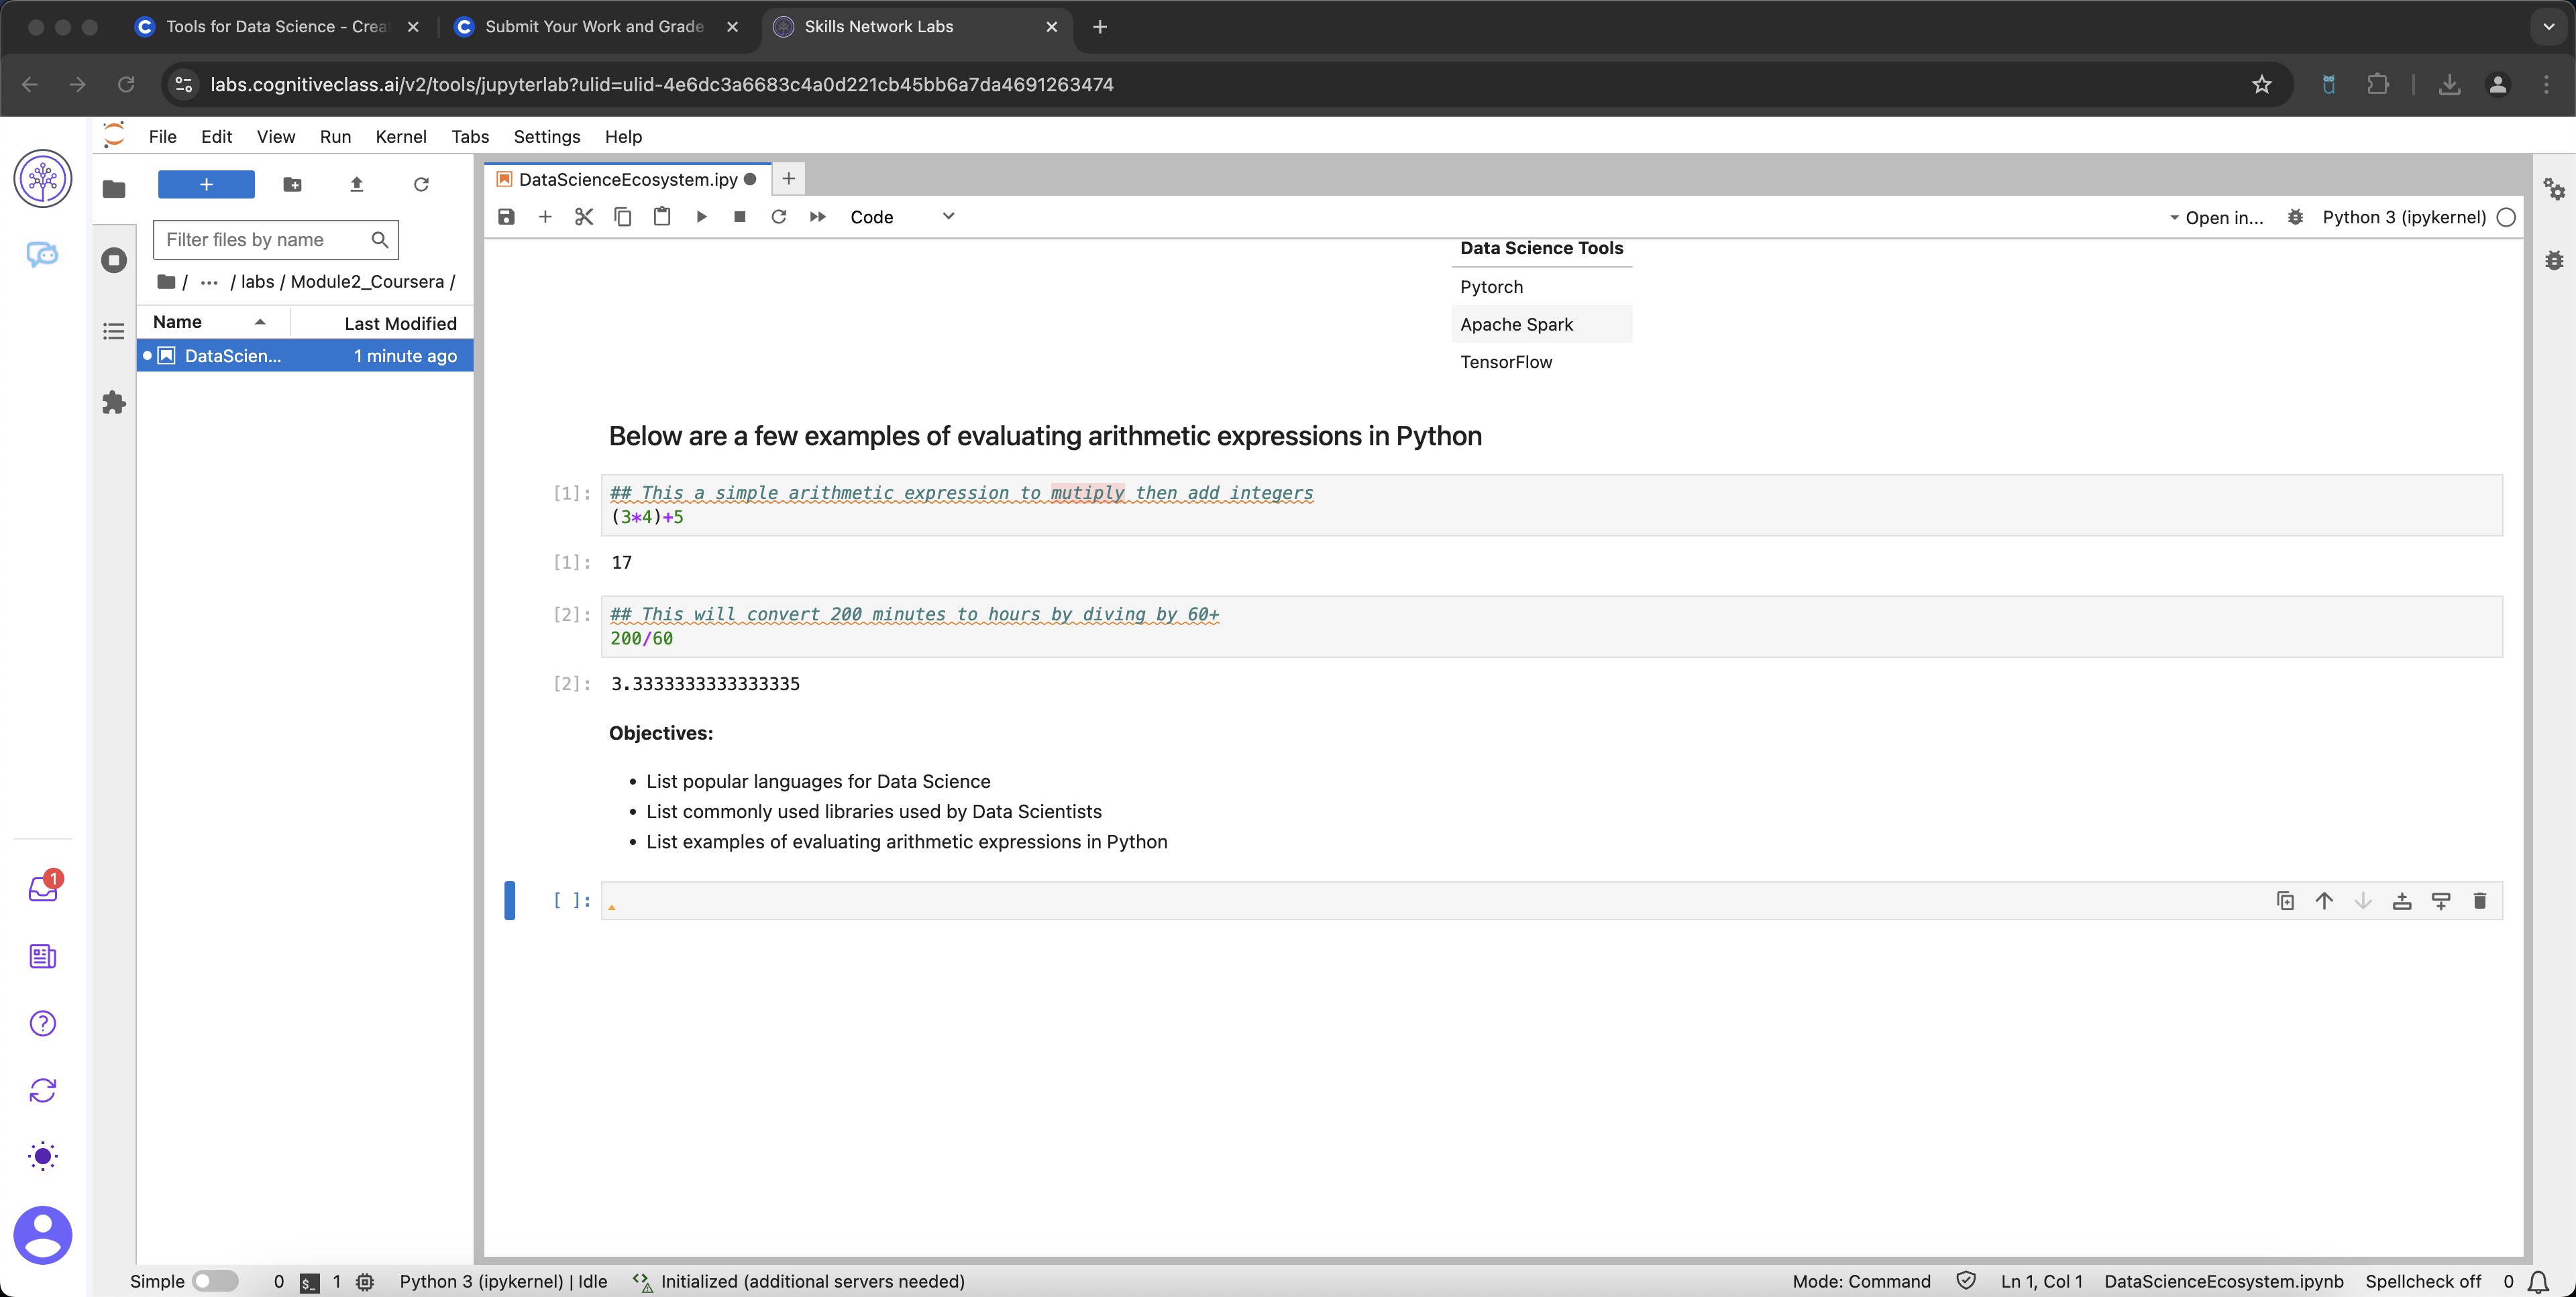 Tools for Data Science - Crea
Submit Your Work and Grade
Skills Network Labs
labs.cognitiveclass.ai/v2/tools/jupyterlab?ulid=ulid-4e6dc3a6683c4a0d221cb45bb6a7da4691263474
File Edit View Run Kernel Tabs Settings Help
DataScienceEcosystem.ipy
Filter files by name
/ ... / labs / Module2_Coursera /
Name Last Modified
DataScien... 1 minute ago
Code
Open in...
Python 3 (ipykernel)
Data Science Tools
Pytorch
Apache Spark
TensorFlow
Below are a few examples of evaluating arithmetic expressions in Python
[1]: ## This a simple arithmetic expression to mutiply then add integers
(3*4)+5
[1]: 17
[2]: ## This will convert 200 minutes to hours by diving by 60+
200/60
[2]: 3.3333333333333335
Objectives:
• List popular languages for Data Science
• List commonly used libraries used by Data Scientists
• List examples of evaluating arithmetic expressions in Python
[ ]:
1
Simple 0 $_ 1 Python 3 (ipykernel) | Idle Initialized (additional servers needed)
Mode: Command Ln 1, Col 1 DataScienceEcosystem.ipynb Spellcheck off 0